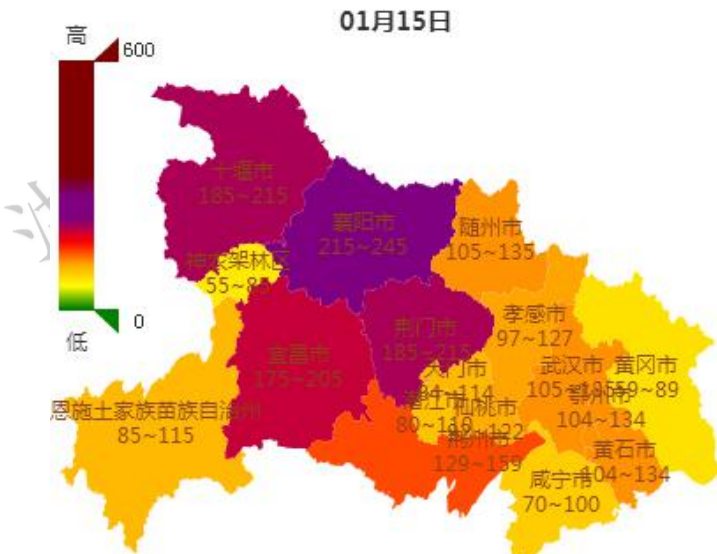 01月15日
高
600
十堰市
185~215
襄阳市
215~245
随州市
105~135
神农架林区
55~85
孝感市
97~127
荆门市
185~215
宜昌市
175~205
武汉市
黄冈市
59~89
天门市
84~114
鄂州市
104~134
潜江市
80~110
仙桃市
恩施土家族苗族自治州
85~115
荆州市
129~159
黄石市
104~134
咸宁市
70~100
0
低